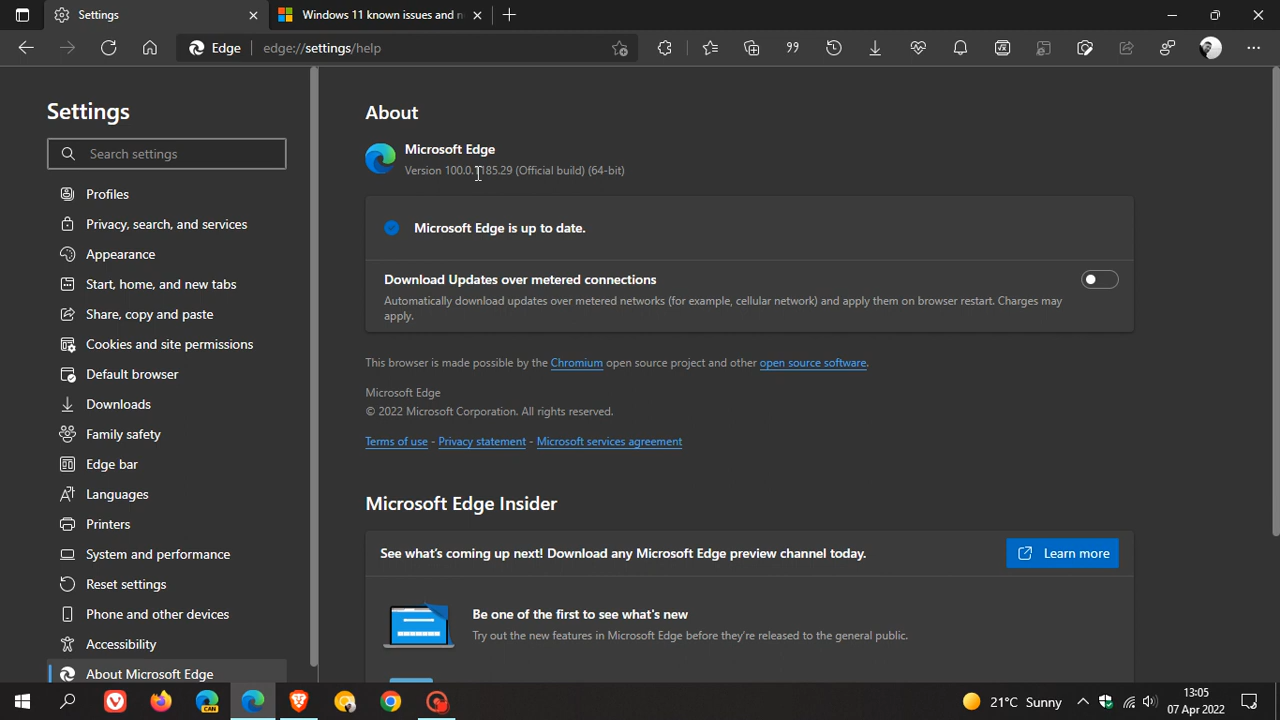 Settings
Windows 11 known issues and n
Edge
edge://settings/help
Settings
Search settings
Profiles
Privacy, search, and services
Appearance
Start, home, and new tabs
Share, copy and paste
Cookies and site permissions
Default browser
Downloads
Family safety
Edge bar
Languages
Printers
System and performance
Reset settings
Phone and other devices
Accessibility
About Microsoft Edge
About
Microsoft Edge
Version 100.0.1185.29 (Official build) (64-bit)
Microsoft Edge is up to date.
Download Updates over metered connections
Automatically download updates over metered networks (for example, cellular network) and apply them on browser restart. Charges may
apply.
This browser is made possible by the Chromium open source project and other open source software.
Microsoft Edge
© 2022 Microsoft Corporation. All rights reserved.
Terms of use - Privacy statement - Microsoft services agreement
Microsoft Edge Insider
See what's coming up next! Download any Microsoft Edge preview channel today.
Learn more
Be one of the first to see what's new
Try out the new features in Microsoft Edge before they're released to the general public.
CAN
21°C Sunny
13:05
07 Apr 2022